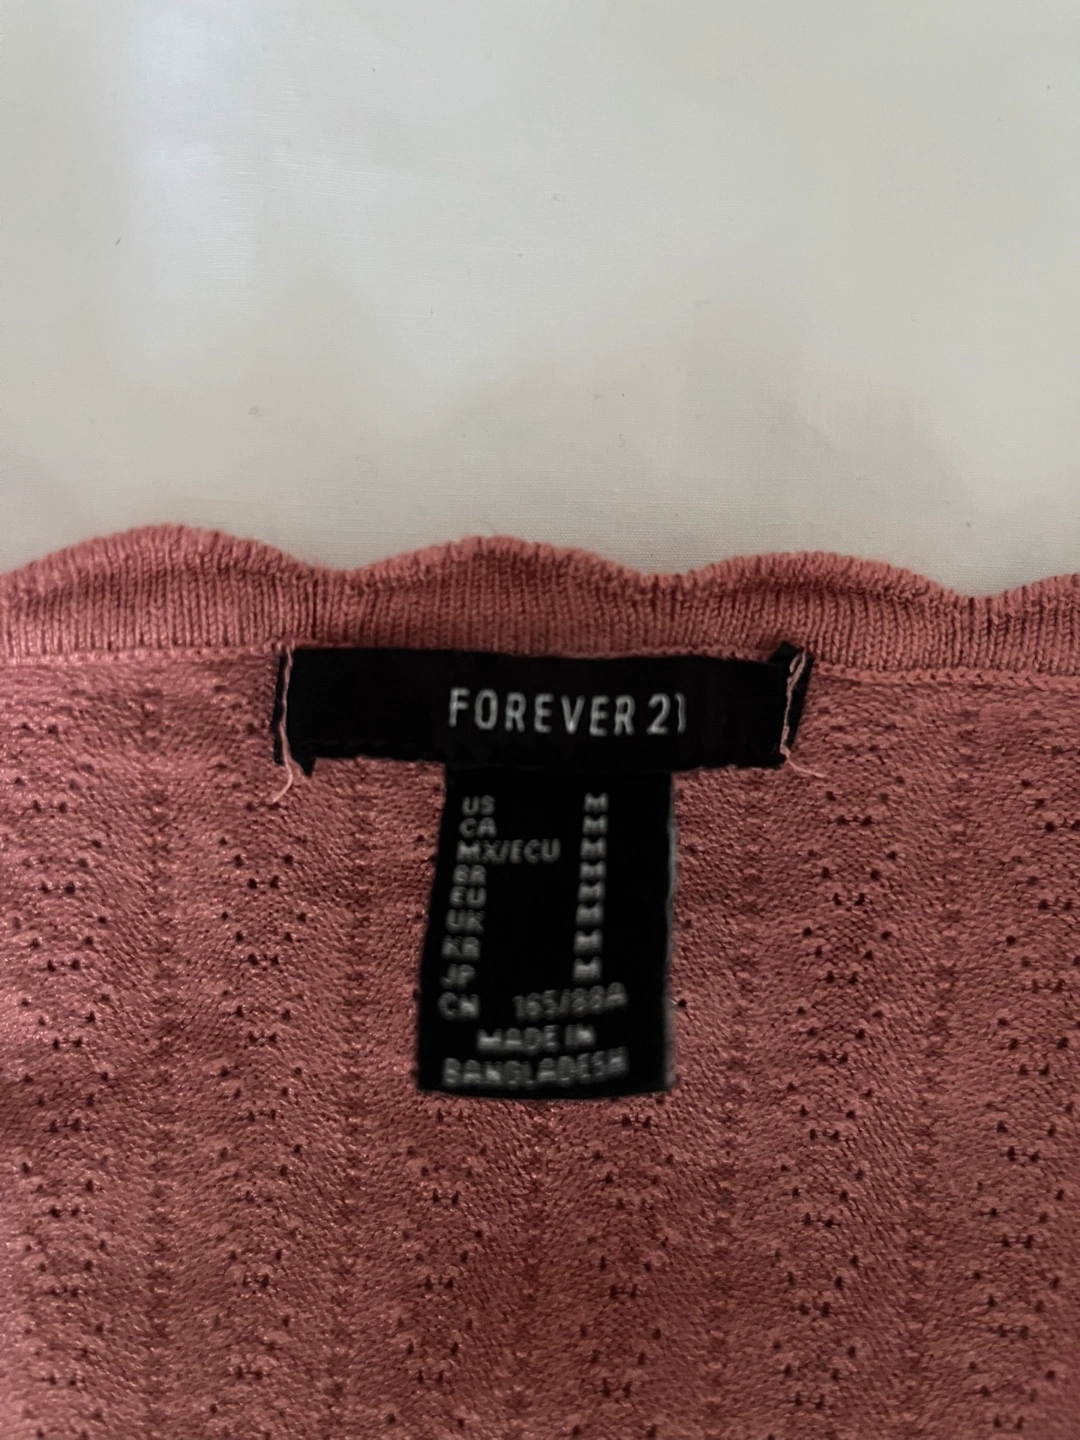 FOREVER 21
US M
CA M
MX/ECU M
BR M
EU M
UK M
KR M
JP M
CN 165/88A
MADE IN
BANGLADESH